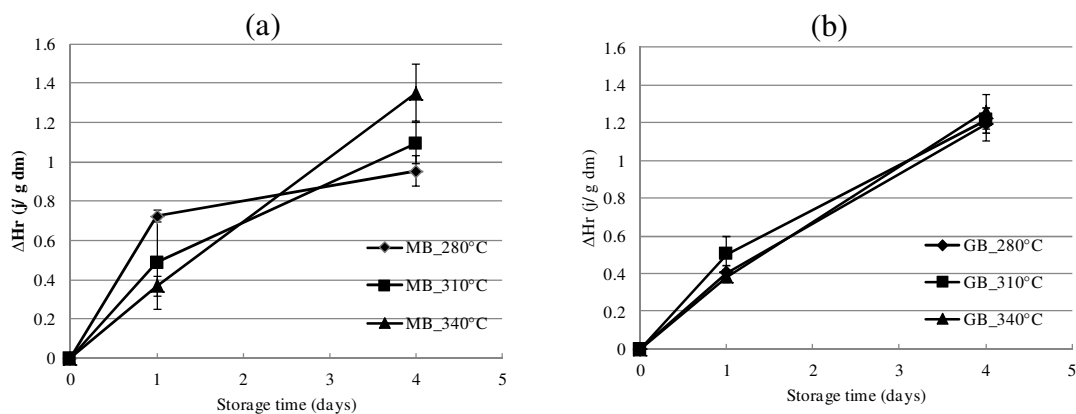 (a)
1.6
1.4
1.2
1
0.8
0.6
0.4
0.2
0
ΔHr (j/ g dm)
MB_280°C
MB_310°C
MB_340°C
0 1 2 3 4 5
Storage time (days)
(b)
1.6
1.4
1.2
1
0.8
0.6
0.4
0.2
0
ΔHr (j/ g dm)
GB_280°C
GB_310°C
GB_340°C
0 1 2 3 4 5
Storage time (days)